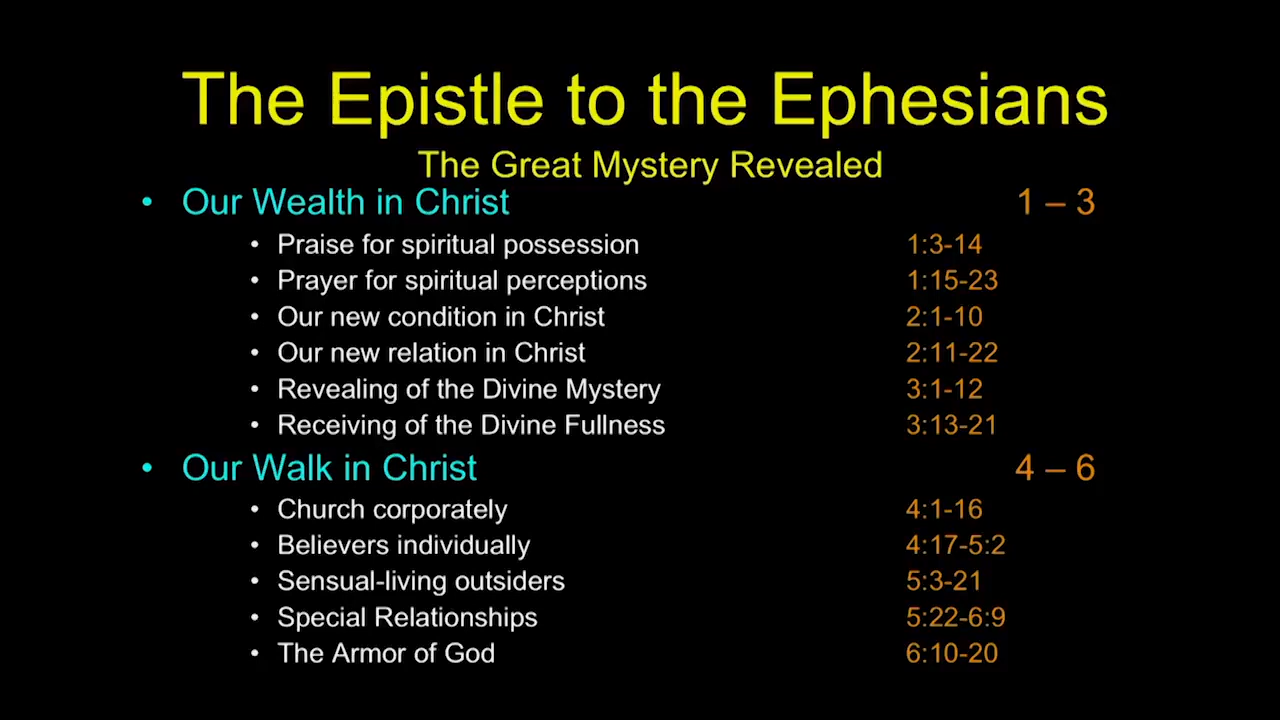 The Epistle to the Ephesians
The Great Mystery Revealed
• Our Wealth in Christ 1 – 3
• Praise for spiritual possession 1:3-14
• Prayer for spiritual perceptions 1:15-23
• Our new condition in Christ 2:1-10
• Our new relation in Christ 2:11-22
• Revealing of the Divine Mystery 3:1-12
• Receiving of the Divine Fullness 3:13-21
• Our Walk in Christ 4 – 6
• Church corporately 4:1-16
• Believers individually 4:17-5:2
• Sensual-living outsiders 5:3-21
• Special Relationships 5:22-6:9
• The Armor of God 6:10-20